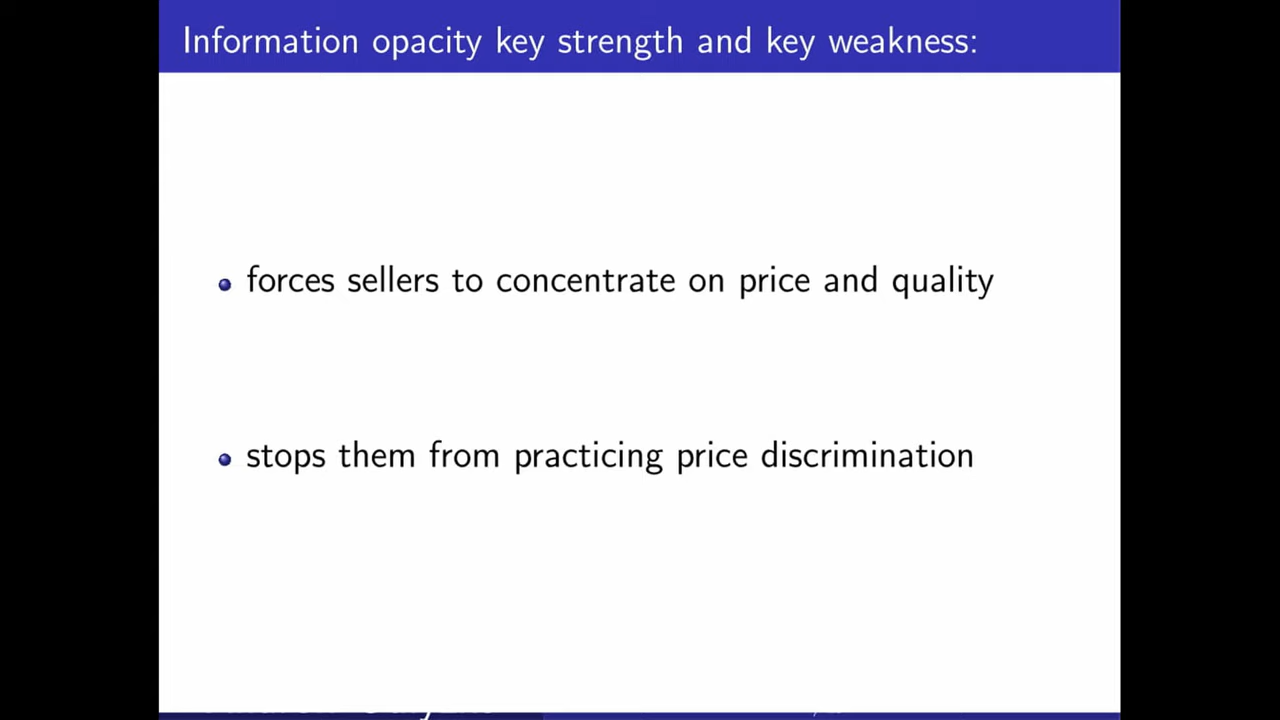 Information opacity key strength and key weakness:
forces sellers to concentrate on price and quality
stops them from practicing price discrimination